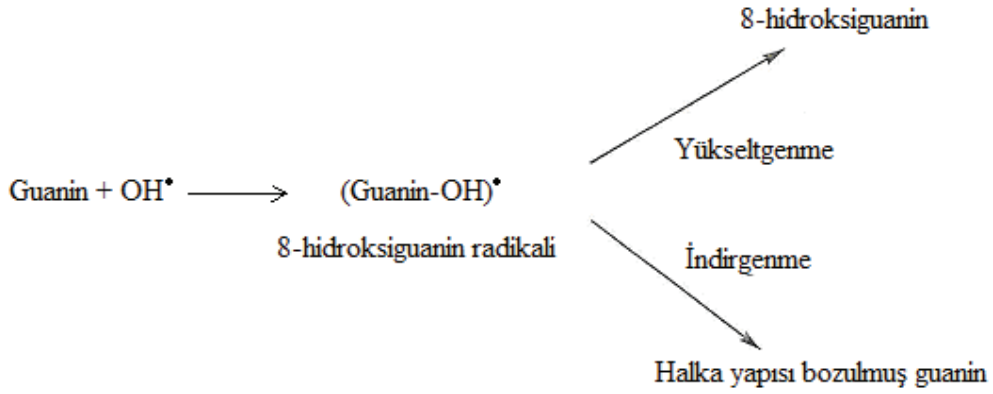 8-hidroksiguanin
Yükseltgenme
Guanin + OH• → (Guanin-OH)•
8-hidroksiguanin radikali
İndirgenme
Halka yapısı bozulmuş guanin